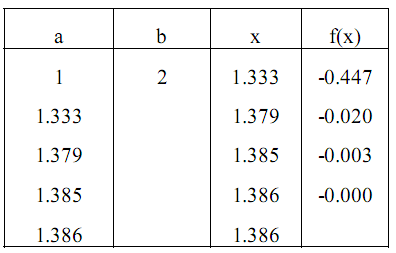 a b x f(x)
1 2 1.333 -0.447
1.333 1.379 -0.020
1.379 1.385 -0.003
1.385 1.386 -0.000
1.386 1.386